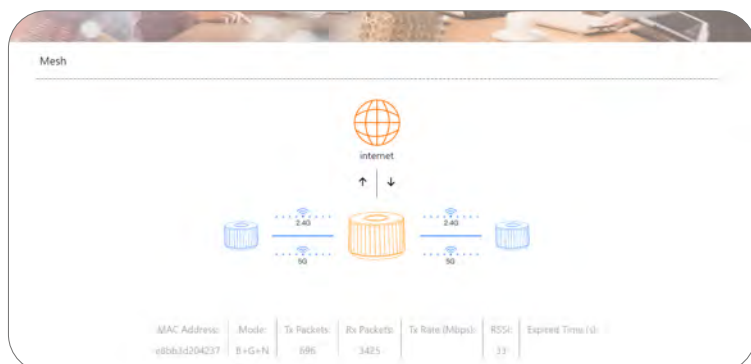 Mesh
internet
2.4G 2.4G
5G 5G
MAC Address: Mode: Tx Packets: Rx Packets: Tx Rate (Mbps): RSSI: Expired Time (s):
e8bb3d204237 B+G+N 696 3425 33